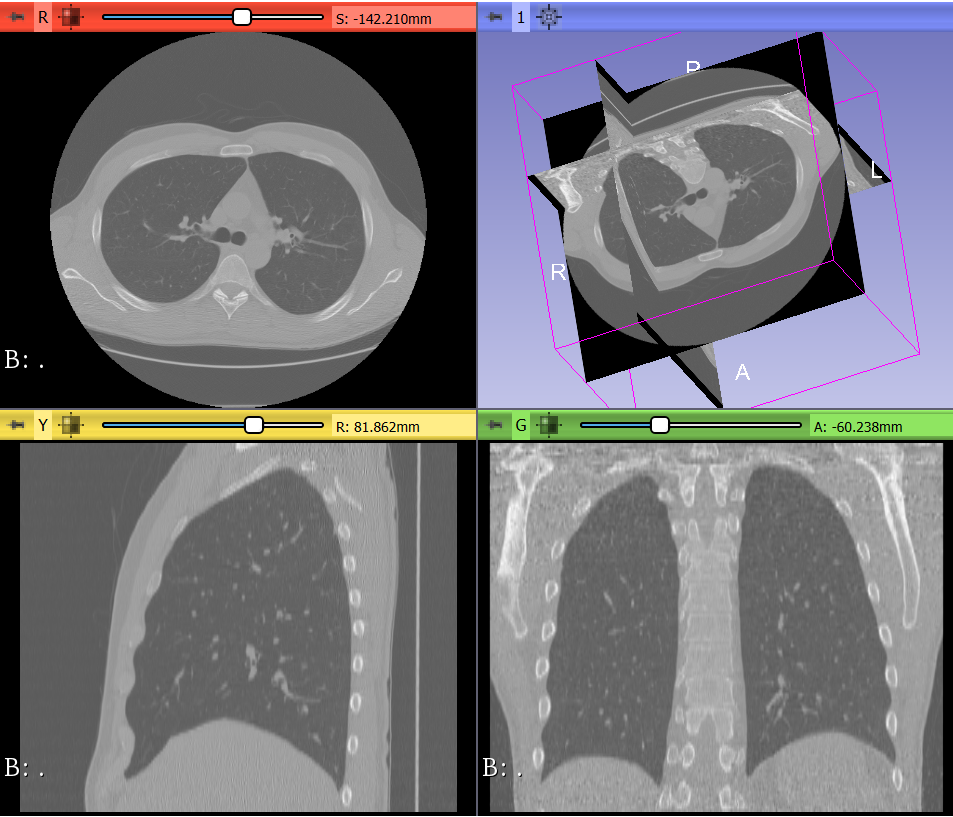 R S: -142.210mm
1
B: .
P
L
R
A
Y R: 81.862mm
G A: -60.238mm
B: .
B: .